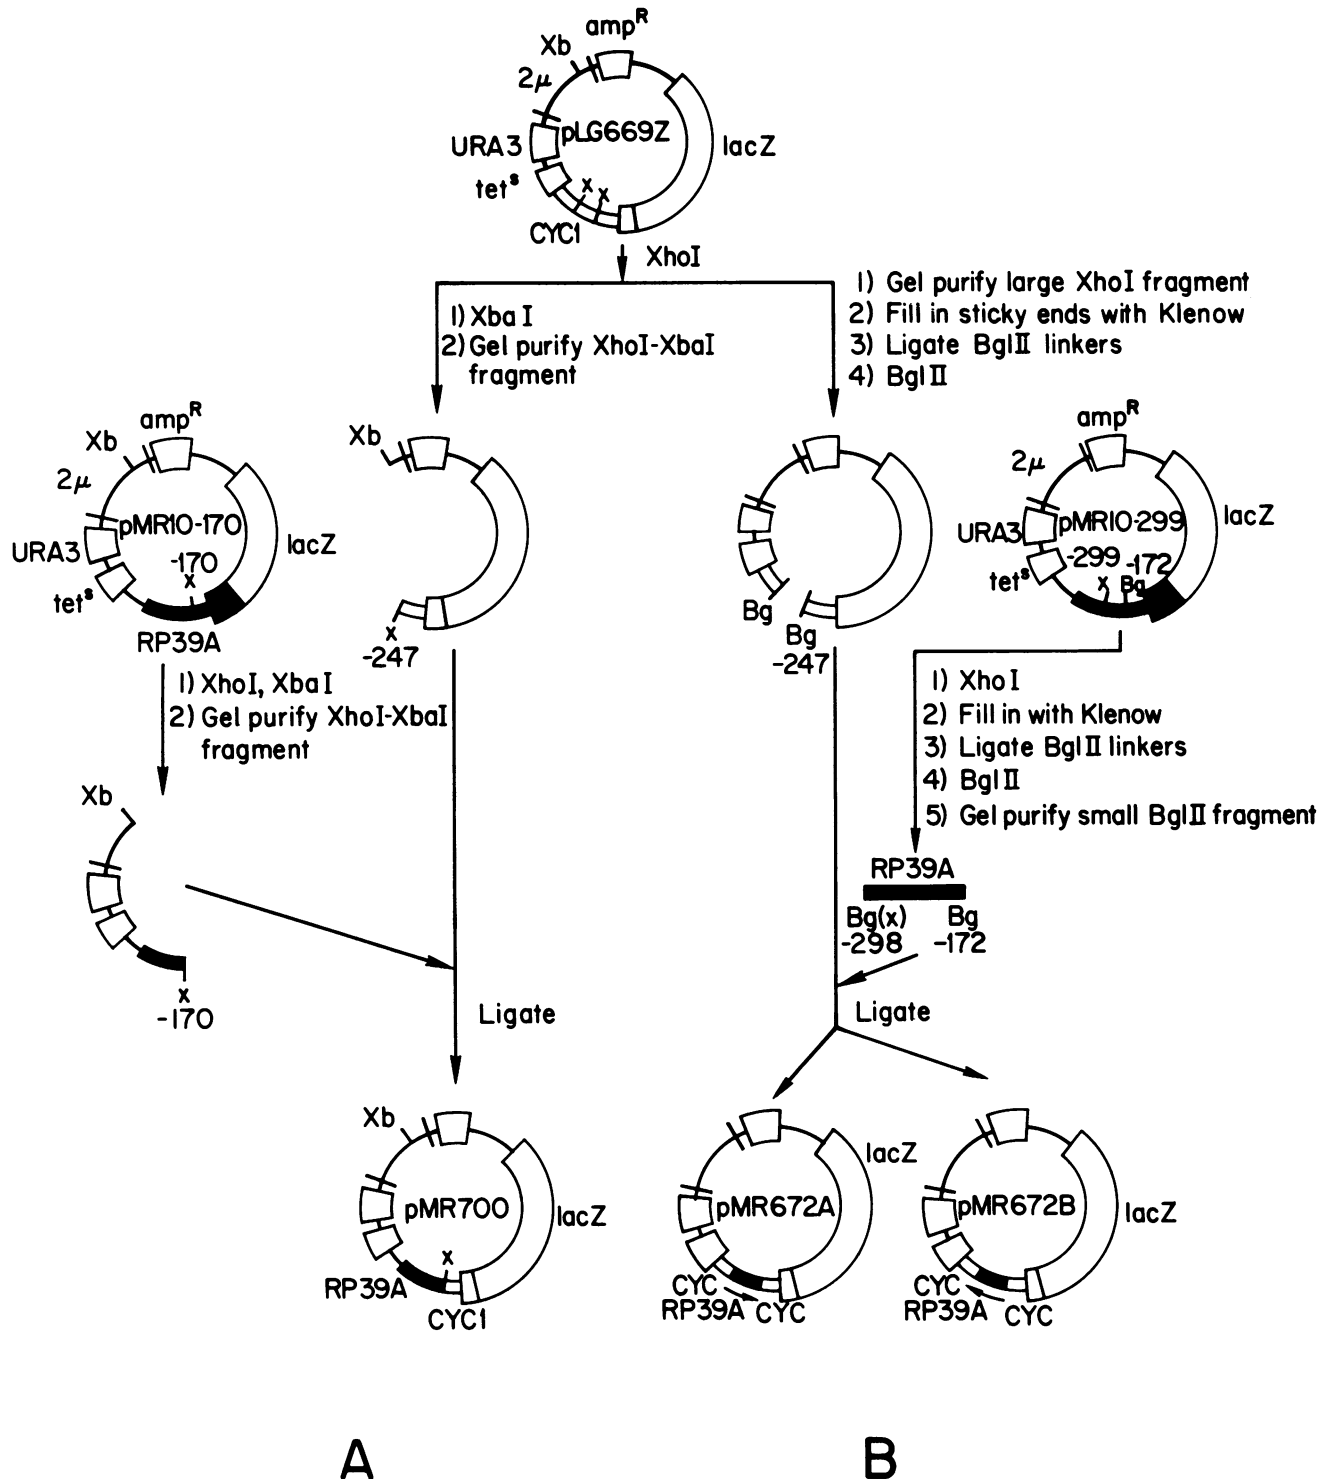 amp^R
Xb
2μ
pLG669Z
URA3
lacZ
tet^s
x x
CYC1
XhoI
1) XbaI
2) Gel purify XhoI-XbaI
fragment
1) Gel purify large XhoI fragment
2) Fill in sticky ends with Klenow
3) Ligate BglII linkers
4) BglII
amp^R
Xb
2μ
pMR10-170
URA3
lacZ
-170
x
tet^s
RP39A
Xb
x
-247
Bg
Bg
-247
amp^R
2μ
pMR10-299
URA3
lacZ
-299 -172
x Bg
tet^s
1) XhoI, XbaI
2) Gel purify XhoI-XbaI
fragment
1) XhoI
2) Fill in with Klenow
3) Ligate BglII linkers
4) BglII
5) Gel purify small BglII fragment
Xb
x
-170
RP39A
Bg(x) Bg
-298 -172
Ligate
Ligate
Xb
pMR700
lacZ
x
RP39A
CYC1
lacZ
pMR672A
CYC
RP39A CYC
pMR672B
lacZ
CYC
RP39A CYC
A
B